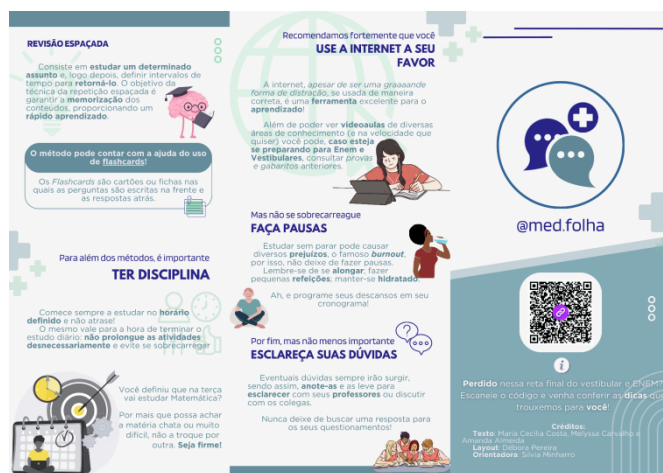 REVISÃO ESPAÇADA
Consiste em estudar um determinado
assunto e, logo depois, definir intervalos de
tempo para retorná-lo. O objetivo da
técnica da repetição espaçada é
garantir a memorização dos
conteúdos, proporcionando um
rápido aprendizado.
O método pode contar com a ajuda do uso
de flashcards!
Os Flashcards são cartões ou fichas nas
quais as perguntas são escritas na frente e
as respostas atrás.
Para além dos métodos, é importante
TER DISCIPLINA
Comece sempre a estudar no horário
definido e não atrase!
O mesmo vale para a hora de terminar o
estudo diário: não prolongue as atividades
desnecessariamente e evite se sobrecarregar
Você definiu que na terça
vai estudar Matemática?
Por mais que possa achar
a matéria chata ou muito
difícil, não a troque por
outra. Seja firme!
Recomendamos fortemente que você
USE A INTERNET A SEU
FAVOR
A internet, apesar de ser uma graaaande
forma de distração, se usada de maneira
correta, é uma ferramenta excelente para o
aprendizado!
Além de poder ver videoaulas de diversas
áreas de conhecimento (e na velocidade que
quiser) você pode, caso esteja
se preparando para Enem e
Vestibulares, consultar provas
e gabaritos anteriores.
Mas não se sobrecarreague
FAÇA PAUSAS
Estudar sem parar pode causar
diversos prejuízos, o famoso burnout,
por isso, não deixe de fazer pausas.
Lembre-se de se alongar; fazer
pequenas refeições; manter-se hidratado.
Ah, e programe seus descansos em seu
cronograma!
Por fim, mas não menos importante
ESCLAREÇA SUAS DÚVIDAS
Eventuais dúvidas sempre irão surgir,
sendo assim, anote-as e as leve para
esclarecer com seus professores ou discutir
com os colegas.
Nunca deixe de buscar uma resposta para
os seus questionamentos!
@med.folha
i
Perdido nessa reta final do vestibular e ENEM?
Escaneie o código e venha conferir as dicas que
trouxemos para você!
Créditos:
Texto: Maria Cecília Costa, Melyssa Carvalho e
Amanda Almeida
Layout: Débora Pereira
Orientadora: Silvia Minharro